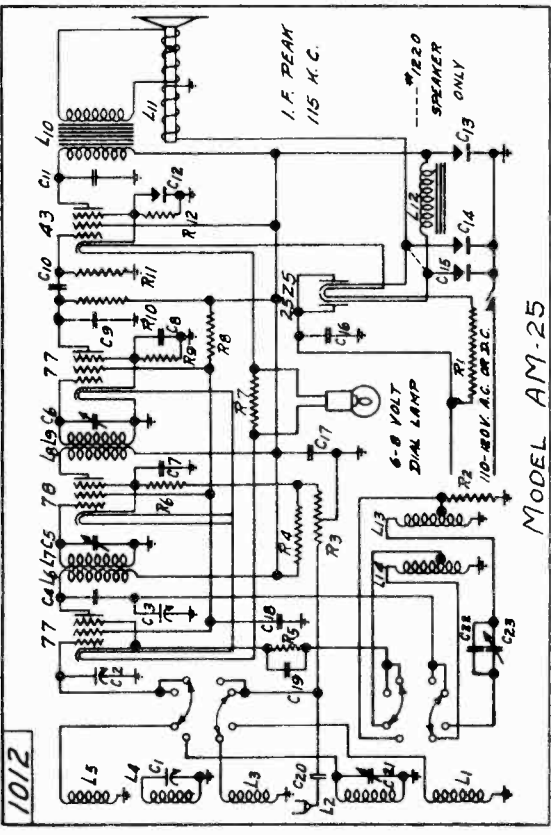 1012
77
C4
L6
L7
C5
78
L8
L9
C6
77
C10
43
C11
L10
L5
L4
C1
C2
C3
C7
R6
C9
R10
C8
R9
R11
C12
R12
L11
L3
R8
R7
C18
R5
C19
R4
R3
C17
C20
L2
C21
L1
25Z5
C16
6-8 VOLT
DIAL LAMP
I.F. PEAK
115 K.C.
#1220
SPEAKER
ONLY
L14
L13
R2
R1
110-120V. A.C. OR D.C.
C15
C14
L12
C13
C22
C23
MODEL AM-25